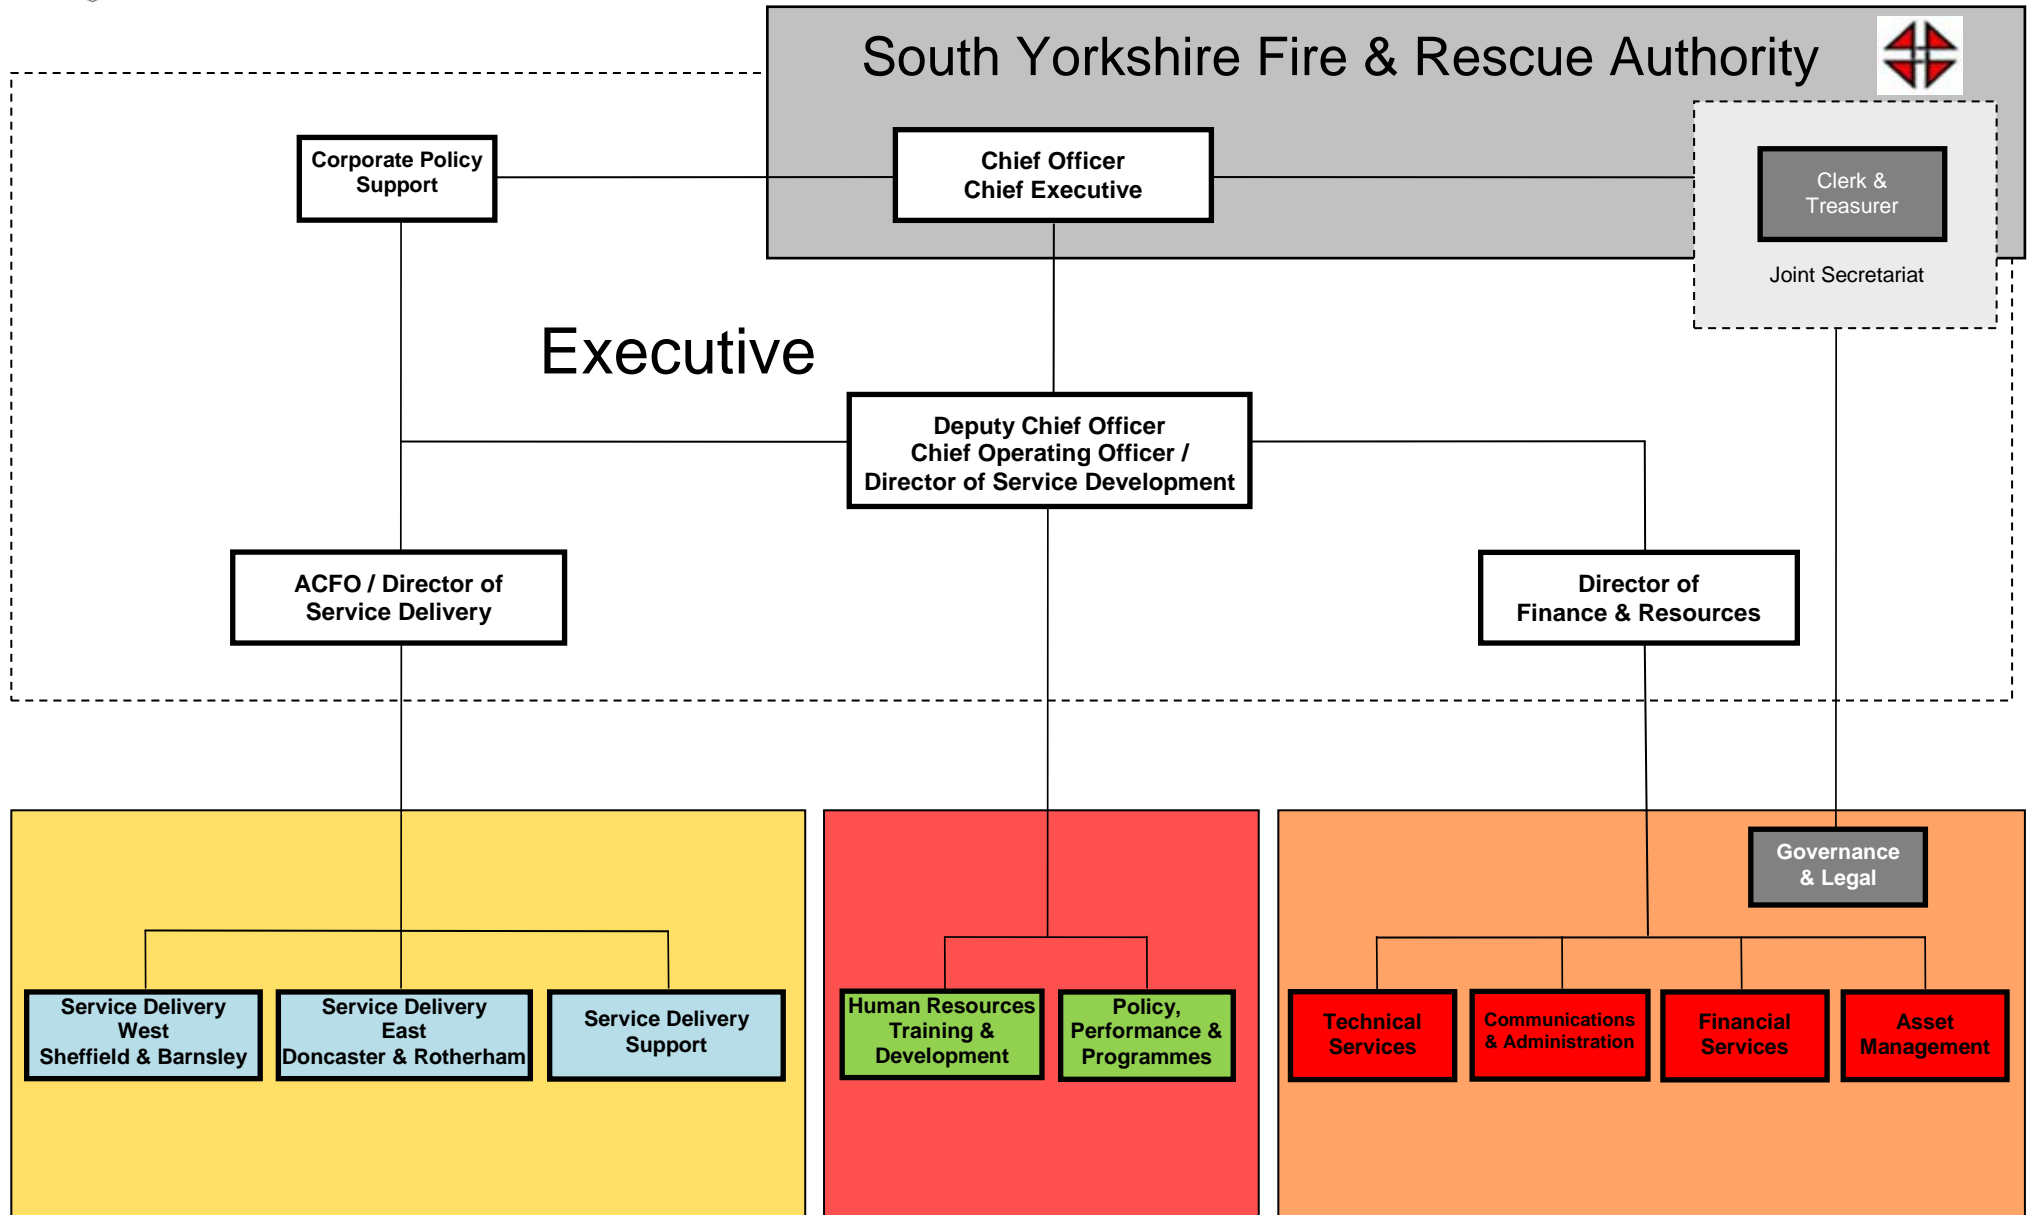 South Yorkshire Fire & Rescue Authority
Corporate Policy
Support
Chief Officer
Chief Executive
Clerk &
Treasurer
Joint Secretariat
Executive
Deputy Chief Officer
Chief Operating Officer /
Director of Service Development
ACFO / Director of
Service Delivery
Director of
Finance & Resources
Governance
& Legal
Service Delivery
West
Sheffield & Barnsley
Service Delivery
East
Doncaster & Rotherham
Service Delivery
Support
Human Resources
Training &
Development
Policy,
Performance &
Programmes
Technical
Services
Communications
& Administration
Financial
Services
Asset
Management